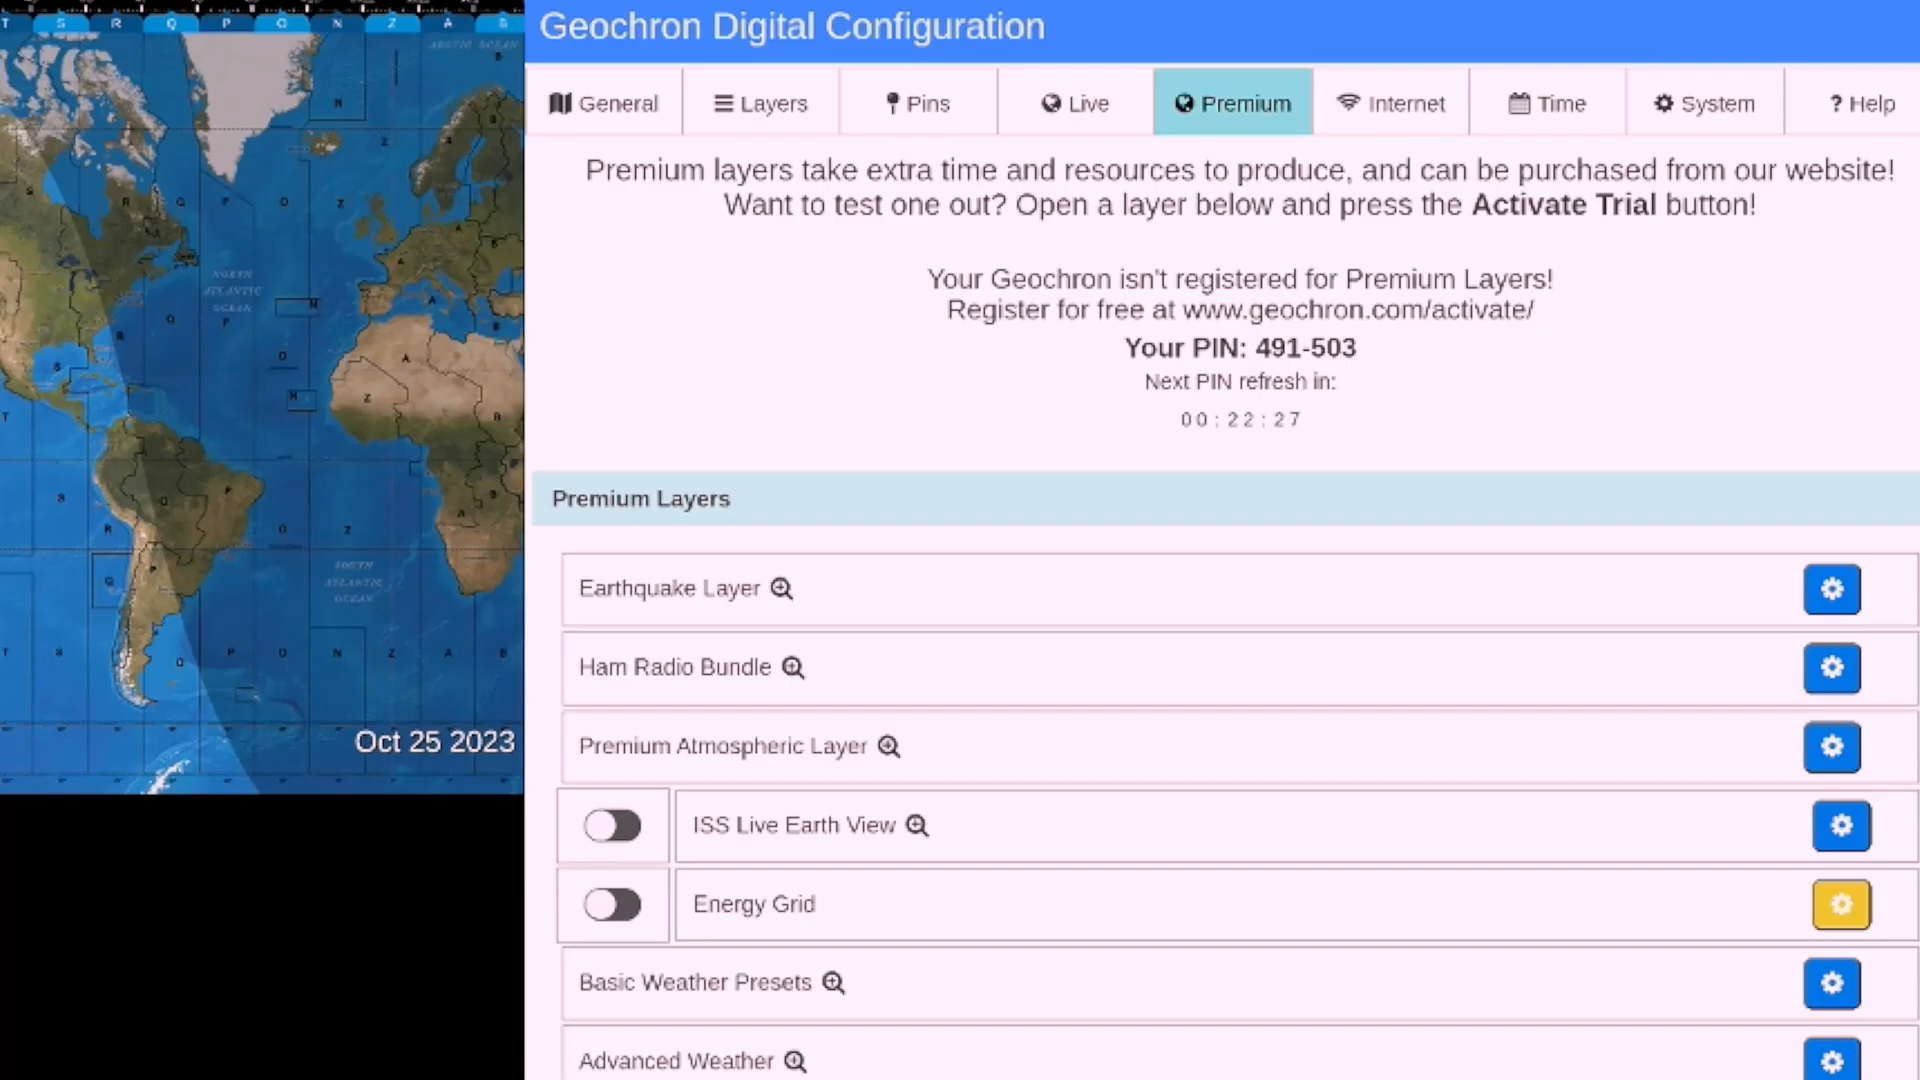 Geochron Digital Configuration
General
Layers
Pins
Live
Premium
Internet
Time
System
? Help
Premium layers take extra time and resources to produce, and can be purchased from our website!
Want to test one out? Open a layer below and press the Activate Trial button!
Your Geochron isn't registered for Premium Layers!
Register for free at www.geochron.com/activate/
Your PIN: 491-503
Next PIN refresh in:
00:22:27
Premium Layers
Earthquake Layer
Ham Radio Bundle
Premium Atmospheric Layer
ISS Live Earth View
Energy Grid
Basic Weather Presets
Advanced Weather
ARCTIC OCEAN
NORTH
ATLANTIC
OCEAN
SOUTH
ATLANTIC
OCEAN
Oct 25 2023